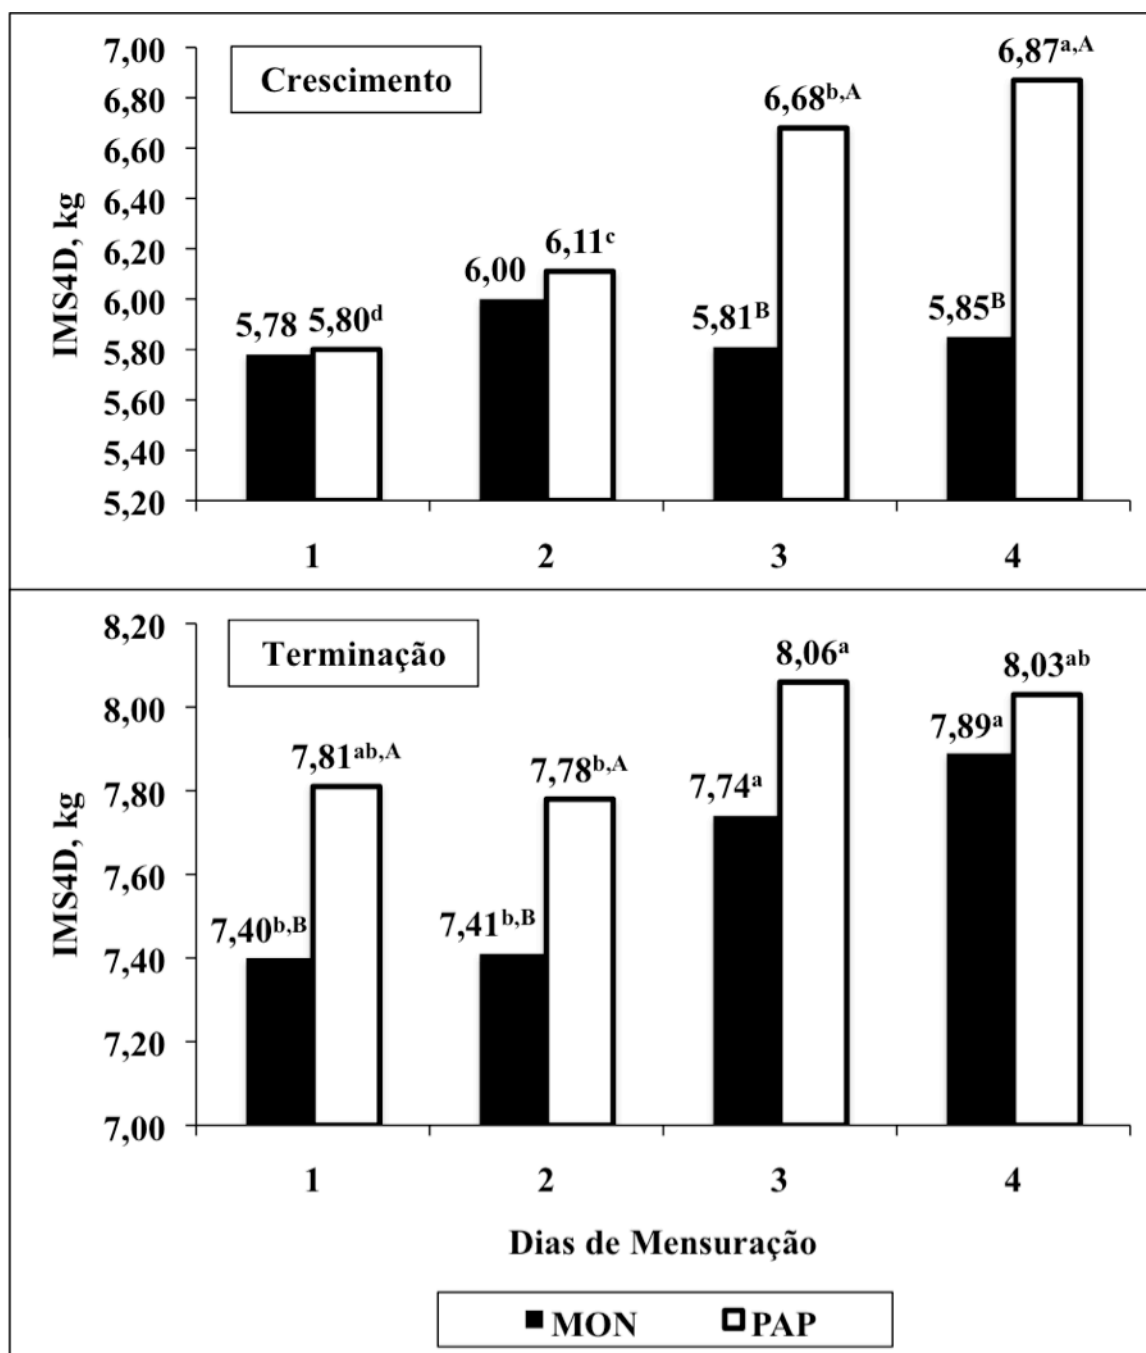 Crescimento
IMS4D, kg
7,00
6,80
6,60
6,40
6,20
6,00
5,80
5,60
5,40
5,20
5,78
5,80ᵈ
6,00
6,11ᶜ
5,81ᴮ
6,68ᵇ,ᴬ
5,85ᴮ
6,87ᵃ,ᴬ
1 2 3 4
Terminação
IMS4D, kg
8,20
8,00
7,80
7,60
7,40
7,20
7,00
7,40ᵇ,ᴮ
7,81ᵃᵇ,ᴬ
7,41ᵇ,ᴮ
7,78ᵇ,ᴬ
7,74ᵃ
8,06ᵃ
7,89ᵃ
8,03ᵃᵇ
1 2 3 4
Dias de Mensuração
MON PAP